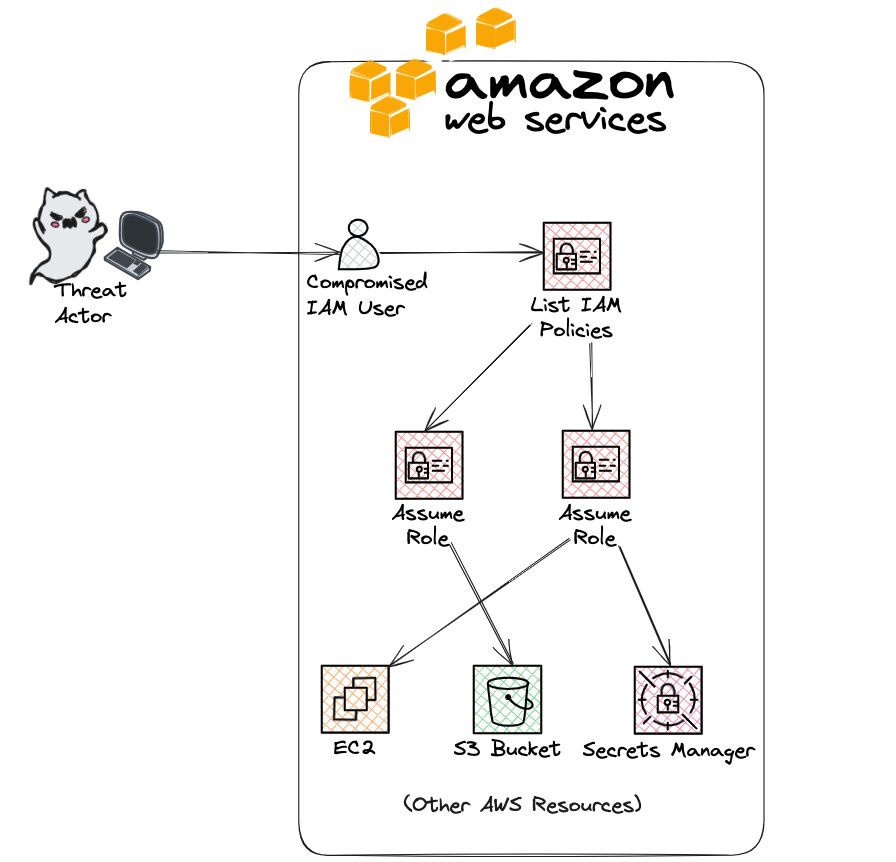 amazon
web services
Threat
Actor
Compromised
IAM User
List IAM
Policies
Assume
Role
Assume
Role
EC2
S3 Bucket
Secrets Manager
(Other AWS Resources)